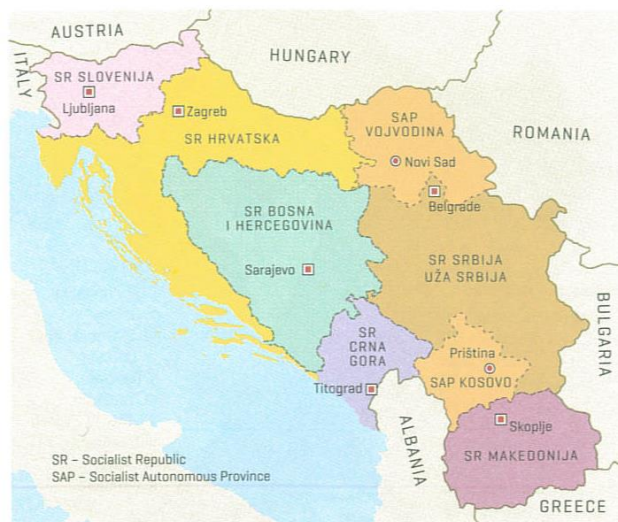 AUSTRIA
HUNGARY
ITALY
SR SLOVENIJA
Ljubljana
Zagreb
SR HRVATSKA
SAP
VOJVODINA
Novi Sad
ROMANIA
Belgrade
SR BOSNA
I HERCEGOVINA
Sarajevo
SR SRBIJA
UŽA SRBIJA
BULGARIA
SR
CRNA
GORA
Titograd
Priština
SAP KOSOVO
ALBANIA
Skoplje
SR MAKEDONIJA
GREECE
SR – Socialist Republic
SAP – Socialist Autonomous Province